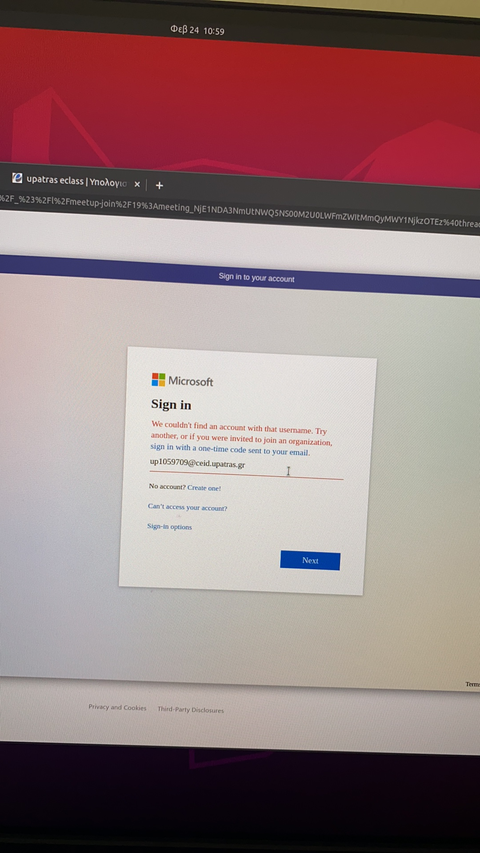 Φεβ 24 10:59
upatras eclass | Υπολογισ
%2F_%23%2Fl%2Fmeetup-join%2F19%3Ameeting_
Sign in to your account
Microsoft
Sign in
We couldn't find an account with that username. Try
another, or if you were invited to join an organization,
sign in with a one-time code sent to your email.
up1059709@ceid.upatras.gr
No account? Create one!
Can't access your account?
Sign-in options
Next
Terms
Privacy and Cookies Third-Party Disclosures